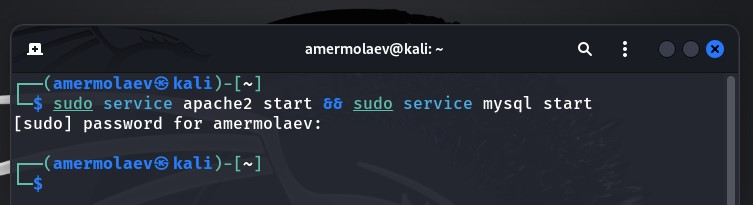 amermolaev@kali: ~
┌──(amermolaev㉿kali)-[~]
└─$ sudo service apache2 start && sudo service mysql start
[sudo] password for amermolaev:
┌──(amermolaev㉿kali)-[~]
└─$